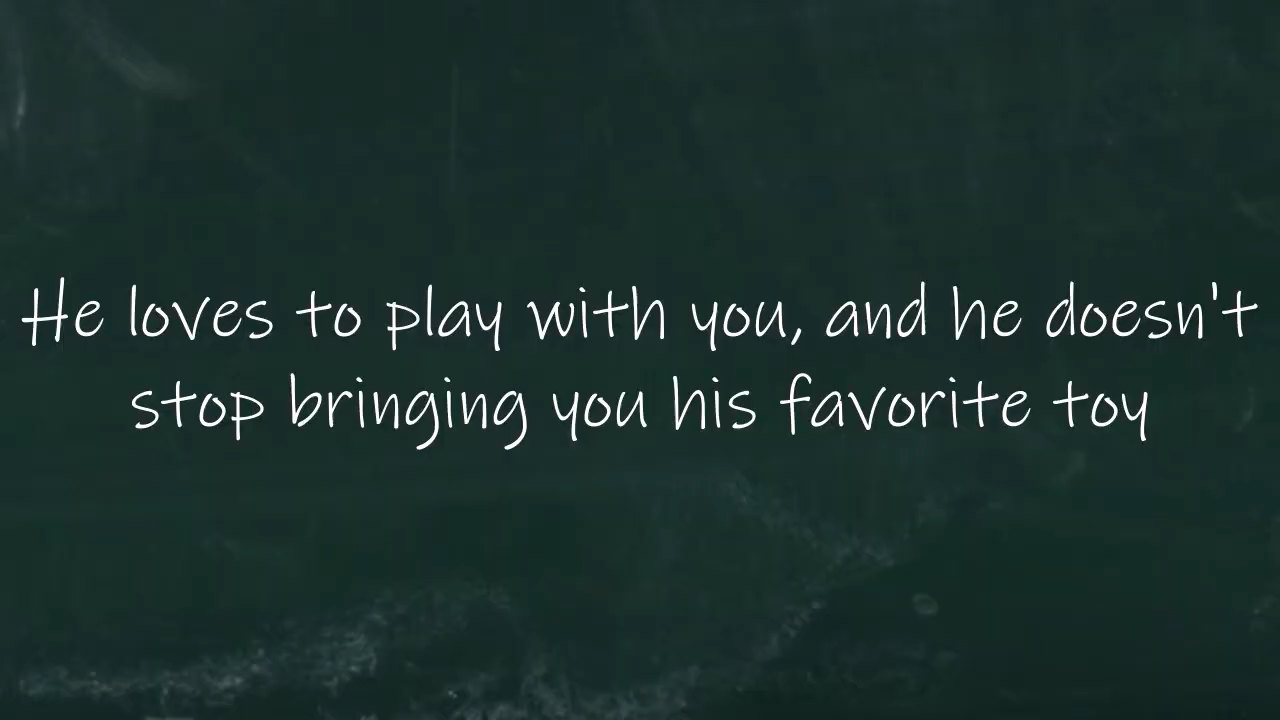 He loves to play with you, and he doesn't
stop bringing you his favorite toy